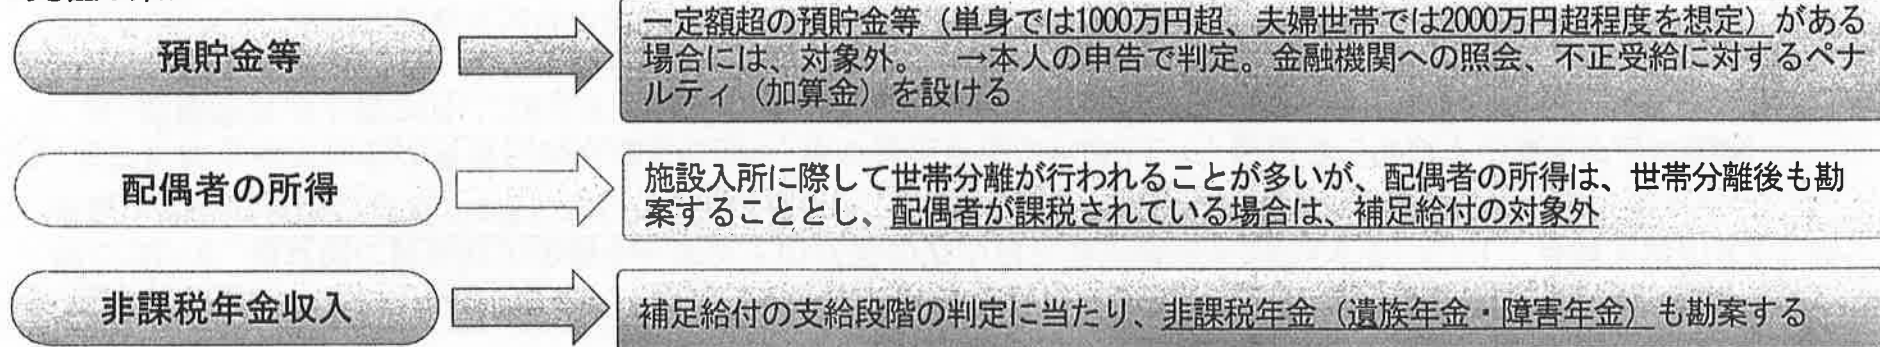 預貯金等
一定額超の預貯金等（単身では1000万円超、夫婦世帯では2000万円超程度を想定）がある
場合には、対象外。　→本人の申告で判定。金融機関への照会、不正受給に対するペナ
ルティ（加算金）を設ける
配偶者の所得
施設入所に際して世帯分離が行われることが多いが、配偶者の所得は、世帯分離後も勘
案することとし、配偶者が課税されている場合は、補足給付の対象外
非課税年金収入
補足給付の支給段階の判定に当たり、非課税年金（遺族年金・障害年金）も勘案する